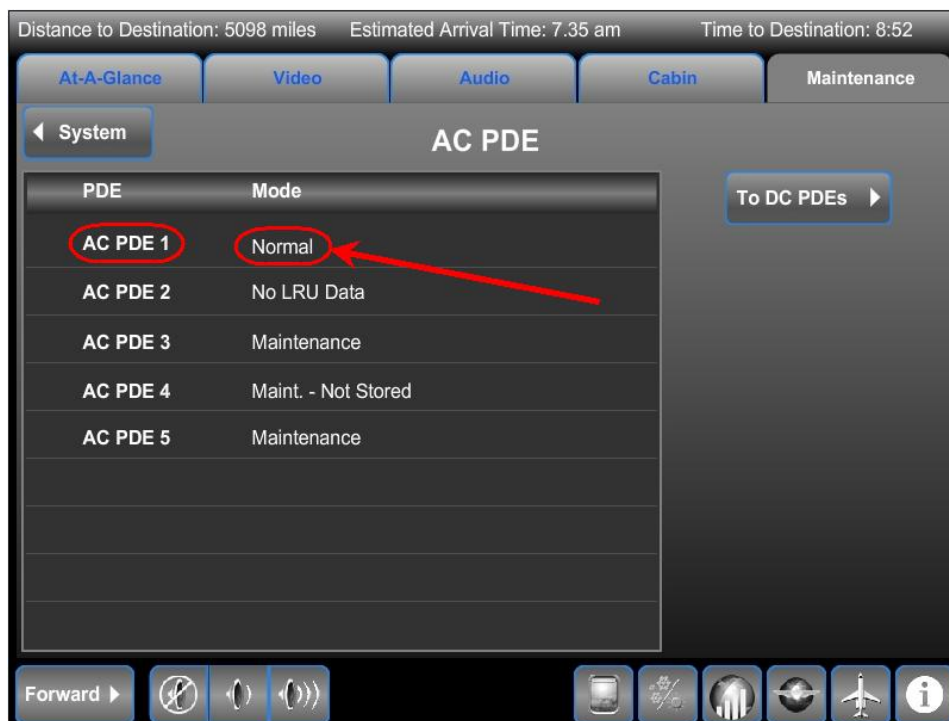 Distance to Destination: 5098 miles Estimated Arrival Time: 7.35 am Time to Destination: 8:52
At-A-Glance Video Audio Cabin Maintenance
System
AC PDE
PDE Mode
To DC PDEs
AC PDE 1 Normal
AC PDE 2 No LRU Data
AC PDE 3 Maintenance
AC PDE 4 Maint. - Not Stored
AC PDE 5 Maintenance
Forward